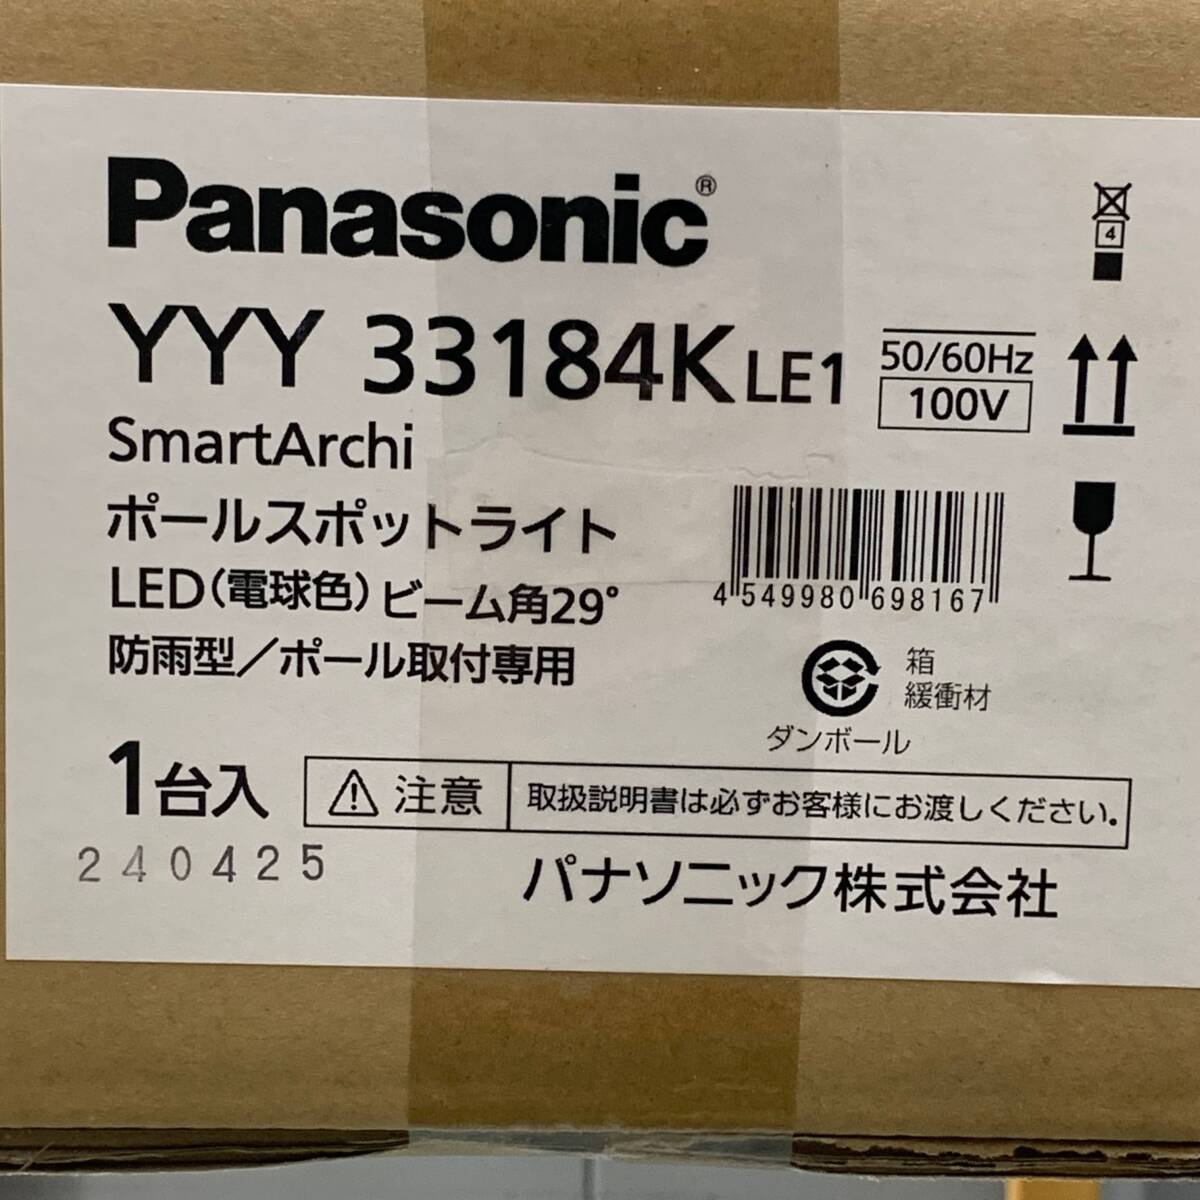 Panasonic®
4
YYY 33184K LE1
50/60Hz
100V
SmartArchi
ポールスポットライト
LED(電球色) ビーム角29°
防雨型/ポール取付専用
4 549980 698167
箱
緩衝材
ダンボール
1台入
注意
取扱説明書は必ずお客様にお渡しください。
240425
パナソニック株式会社